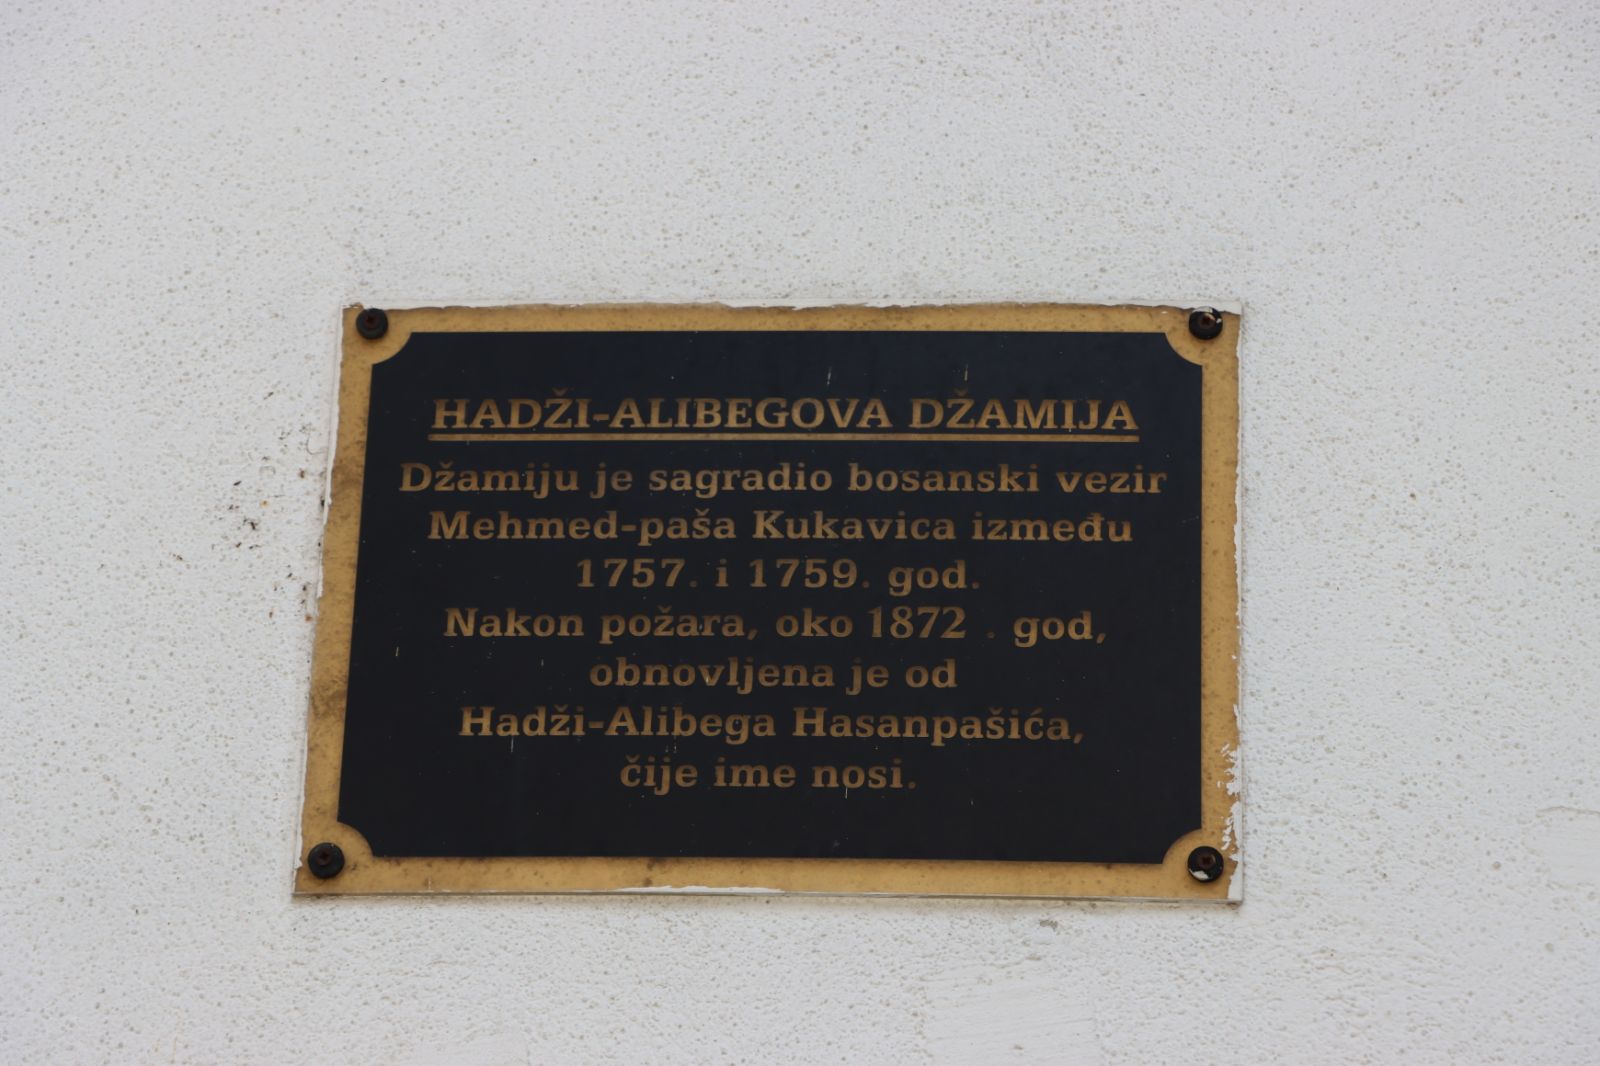 HADŽI-ALIBEGOVA DŽAMIJA
Džamiju je sagradio bosanski vezir
Mehmed-paša Kukavica između
1757. i 1759. god.
Nakon požara, oko 1872 . god,
obnovljena je od
Hadži-Alibega Hasanpašića,
čije ime nosi.